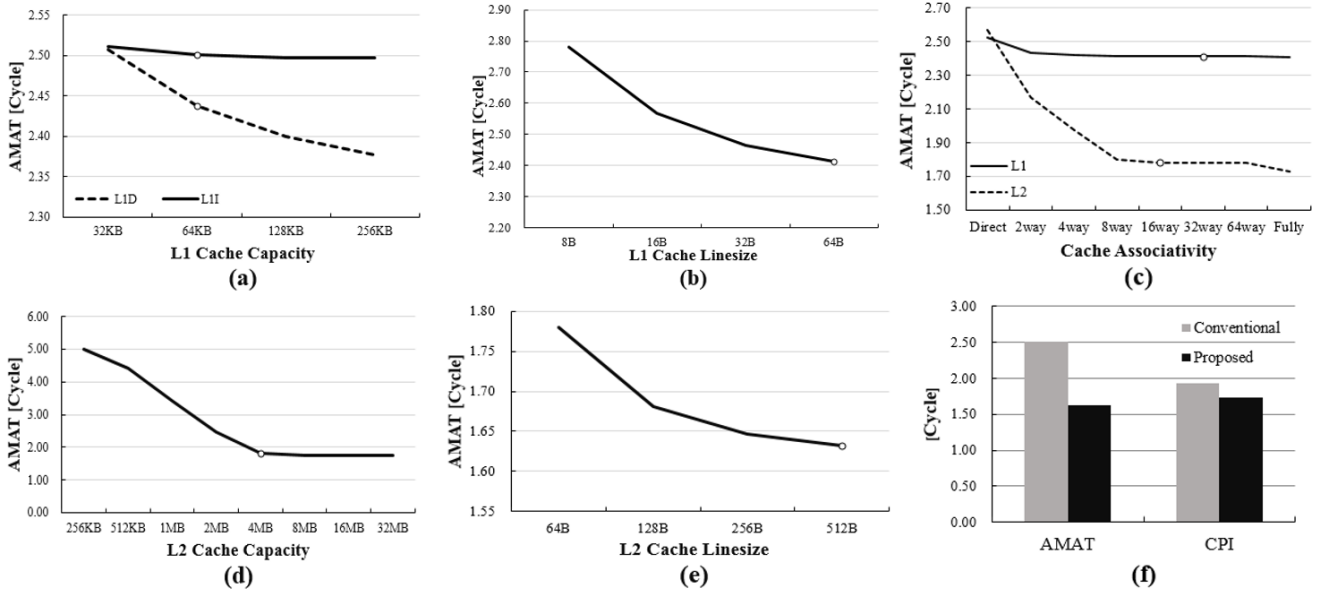 2.55
2.50
2.45
2.40
2.35
2.30
AMAT [Cycle]
L1D
L1I
32KB 64KB 128KB 256KB
L1 Cache Capacity
(a)
2.90
2.80
2.70
2.60
2.50
2.40
2.30
2.20
AMAT [Cycle]
8B 16B 32B 64B
L1 Cache Linesize
(b)
2.70
2.50
2.30
2.10
1.90
1.70
1.50
AMAT [Cycle]
L1
L2
Direct 2way 4way 8way 16way 32way 64way Fully
Cache Associativity
(c)
6.00
5.00
4.00
3.00
2.00
1.00
0.00
AMAT [Cycle]
256KB 512KB 1MB 2MB 4MB 8MB 16MB 32MB
L2 Cache Capacity
(d)
1.80
1.75
1.70
1.65
1.60
1.55
AMAT [Cycle]
64B 128B 256B 512B
L2 Cache Linesize
(e)
3.00
2.50
2.00
1.50
1.00
0.50
0.00
[Cycle]
Conventional
Proposed
AMAT CPI
(f)